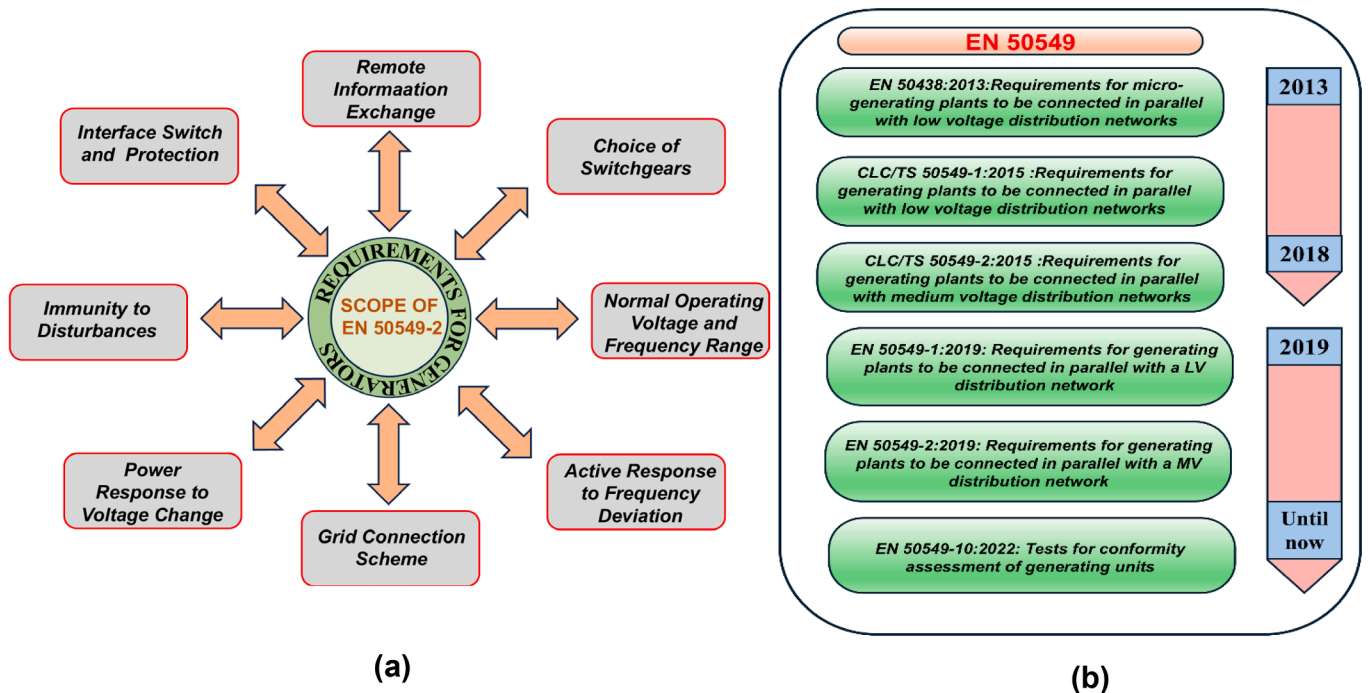 Remote
Informaation
Exchange
Interface Switch
and Protection
Choice of
Switchgears
Immunity to
Disturbances
REQUIREMENTS FOR GENERATORS
SCOPE OF
EN 50549-2
Normal Operating
Voltage and
Frequency Range
Power
Response to
Voltage Change
Grid Connection
Scheme
Active Response
to Frequency
Deviation
(a)
EN 50549
EN 50438:2013:Requirements for micro-
generating plants to be connected in parallel
with low voltage distribution networks
CLC/TS 50549-1:2015 :Requirements for
generating plants to be connected in parallel
with low voltage distribution networks
CLC/TS 50549-2:2015 :Requirements for
generating plants to be connected in parallel
with medium voltage distribution networks
EN 50549-1:2019: Requirements for generating
plants to be connected in parallel with a LV
distribution network
EN 50549-2:2019: Requirements for generating
plants to be connected in parallel with a MV
distribution network
EN 50549-10:2022: Tests for conformity
assessment of generating units
2013
2018
2019
Until
now
(b)